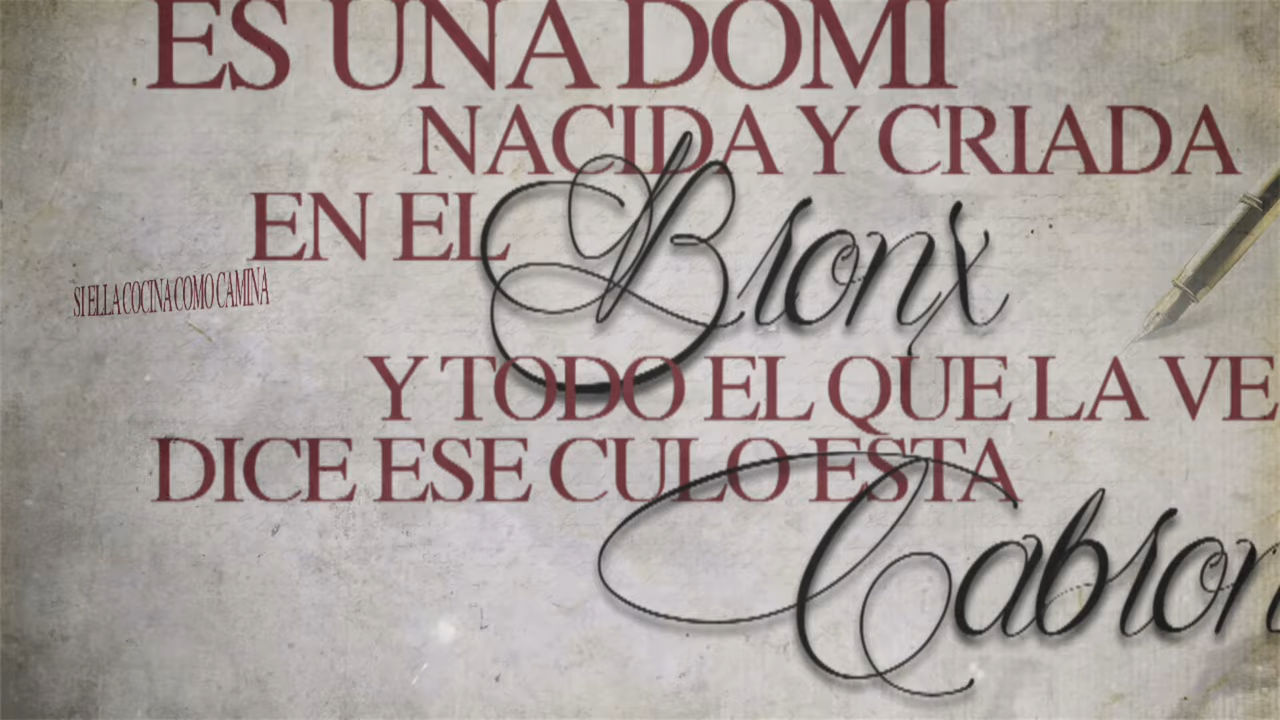 ES UNA DOMI
NACIDA Y CRIADA
EN EL Bronx
SI ELLA COCINA COMO CAMINA
Y TODO EL QUE LA VE
DICE ESE CULO ESTA
Cabron